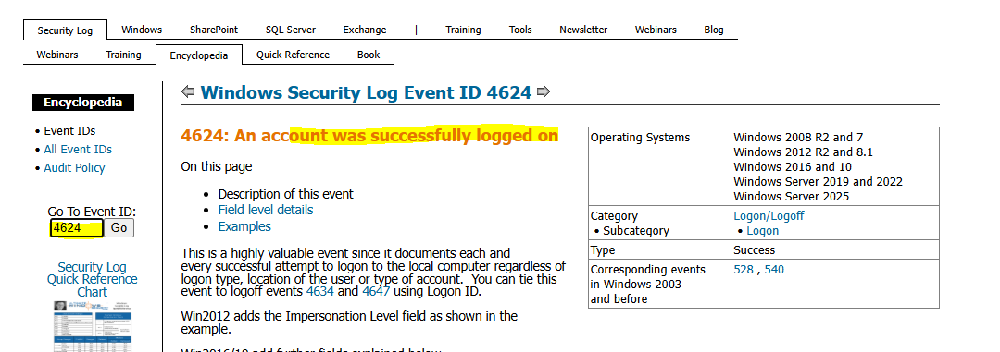 Security Log Windows SharePoint SQL Server Exchange | Training Tools Newsletter Webinars Blog
Webinars Training Encyclopedia Quick Reference Book
Encyclopedia
• Event IDs
• All Event IDs
• Audit Policy
Go To Event ID:
4624 Go
Security Log
Quick Reference
Chart
Windows Security Log Event ID 4624
4624: An account was successfully logged on
On this page
• Description of this event
• Field level details
• Examples
This is a highly valuable event since it documents each and
every successful attempt to logon to the local computer regardless of
logon type, location of the user or type of account. You can tie this
event to logoff events 4634 and 4647 using Logon ID.
Win2012 adds the Impersonation Level field as shown in the
example.
Win2016/10 add further fields explained below.
Operating Systems
Windows 2008 R2 and 7
Windows 2012 R2 and 8.1
Windows 2016 and 10
Windows Server 2019 and 2022
Windows Server 2025
Category Logon/Logoff
• Subcategory • Logon
Type Success
Corresponding events 528 , 540
in Windows 2003
and before